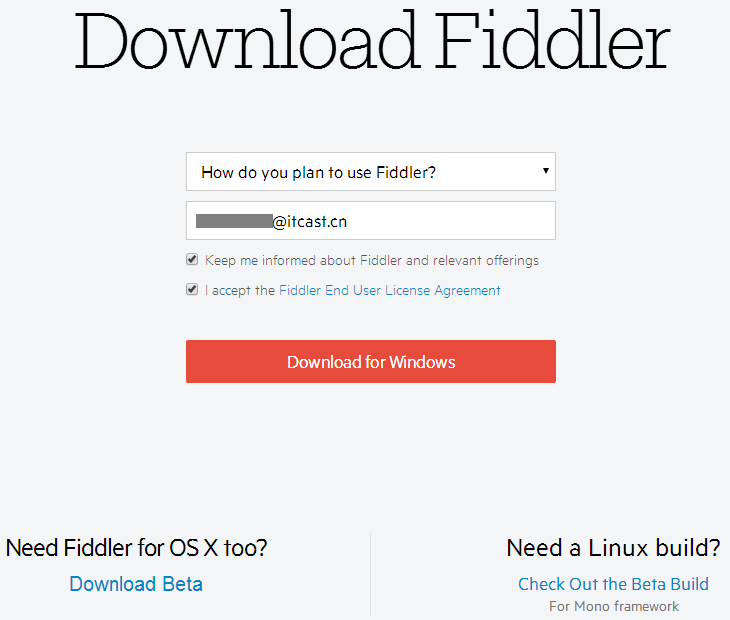 Download Fiddler
How do you plan to use Fiddler?
@itcast.cn
Keep me informed about Fiddler and relevant offerings
I accept the Fiddler End User License Agreement
Download for Windows
Need Fiddler for OS X too?
Download Beta
Need a Linux build?
Check Out the Beta Build
For Mono framework